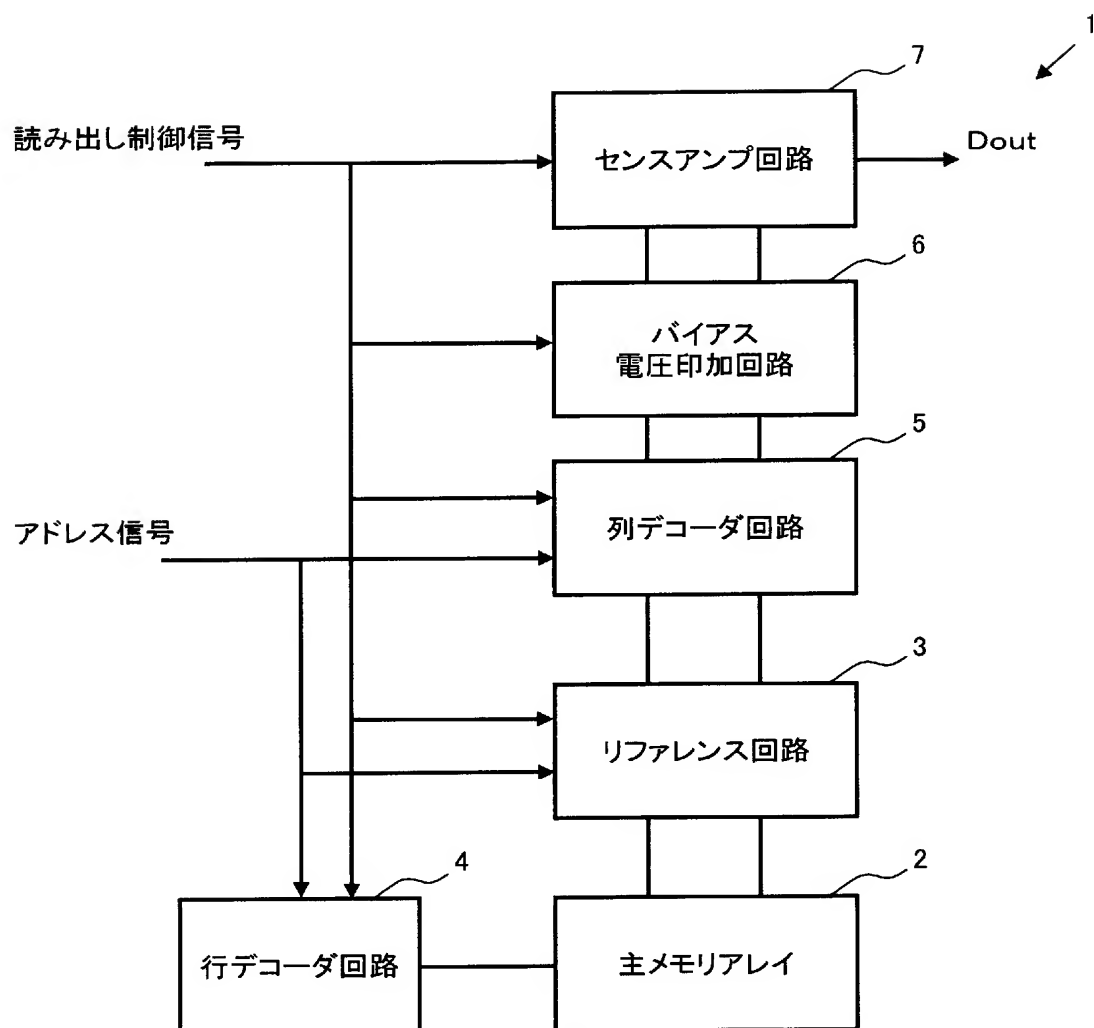 1
7
読み出し制御信号
センスアンプ回路
Dout
6
バイアス
電圧印加回路
5
アドレス信号
列デコーダ回路
3
リファレンス回路
4
2
行デコーダ回路
主メモリアレイ